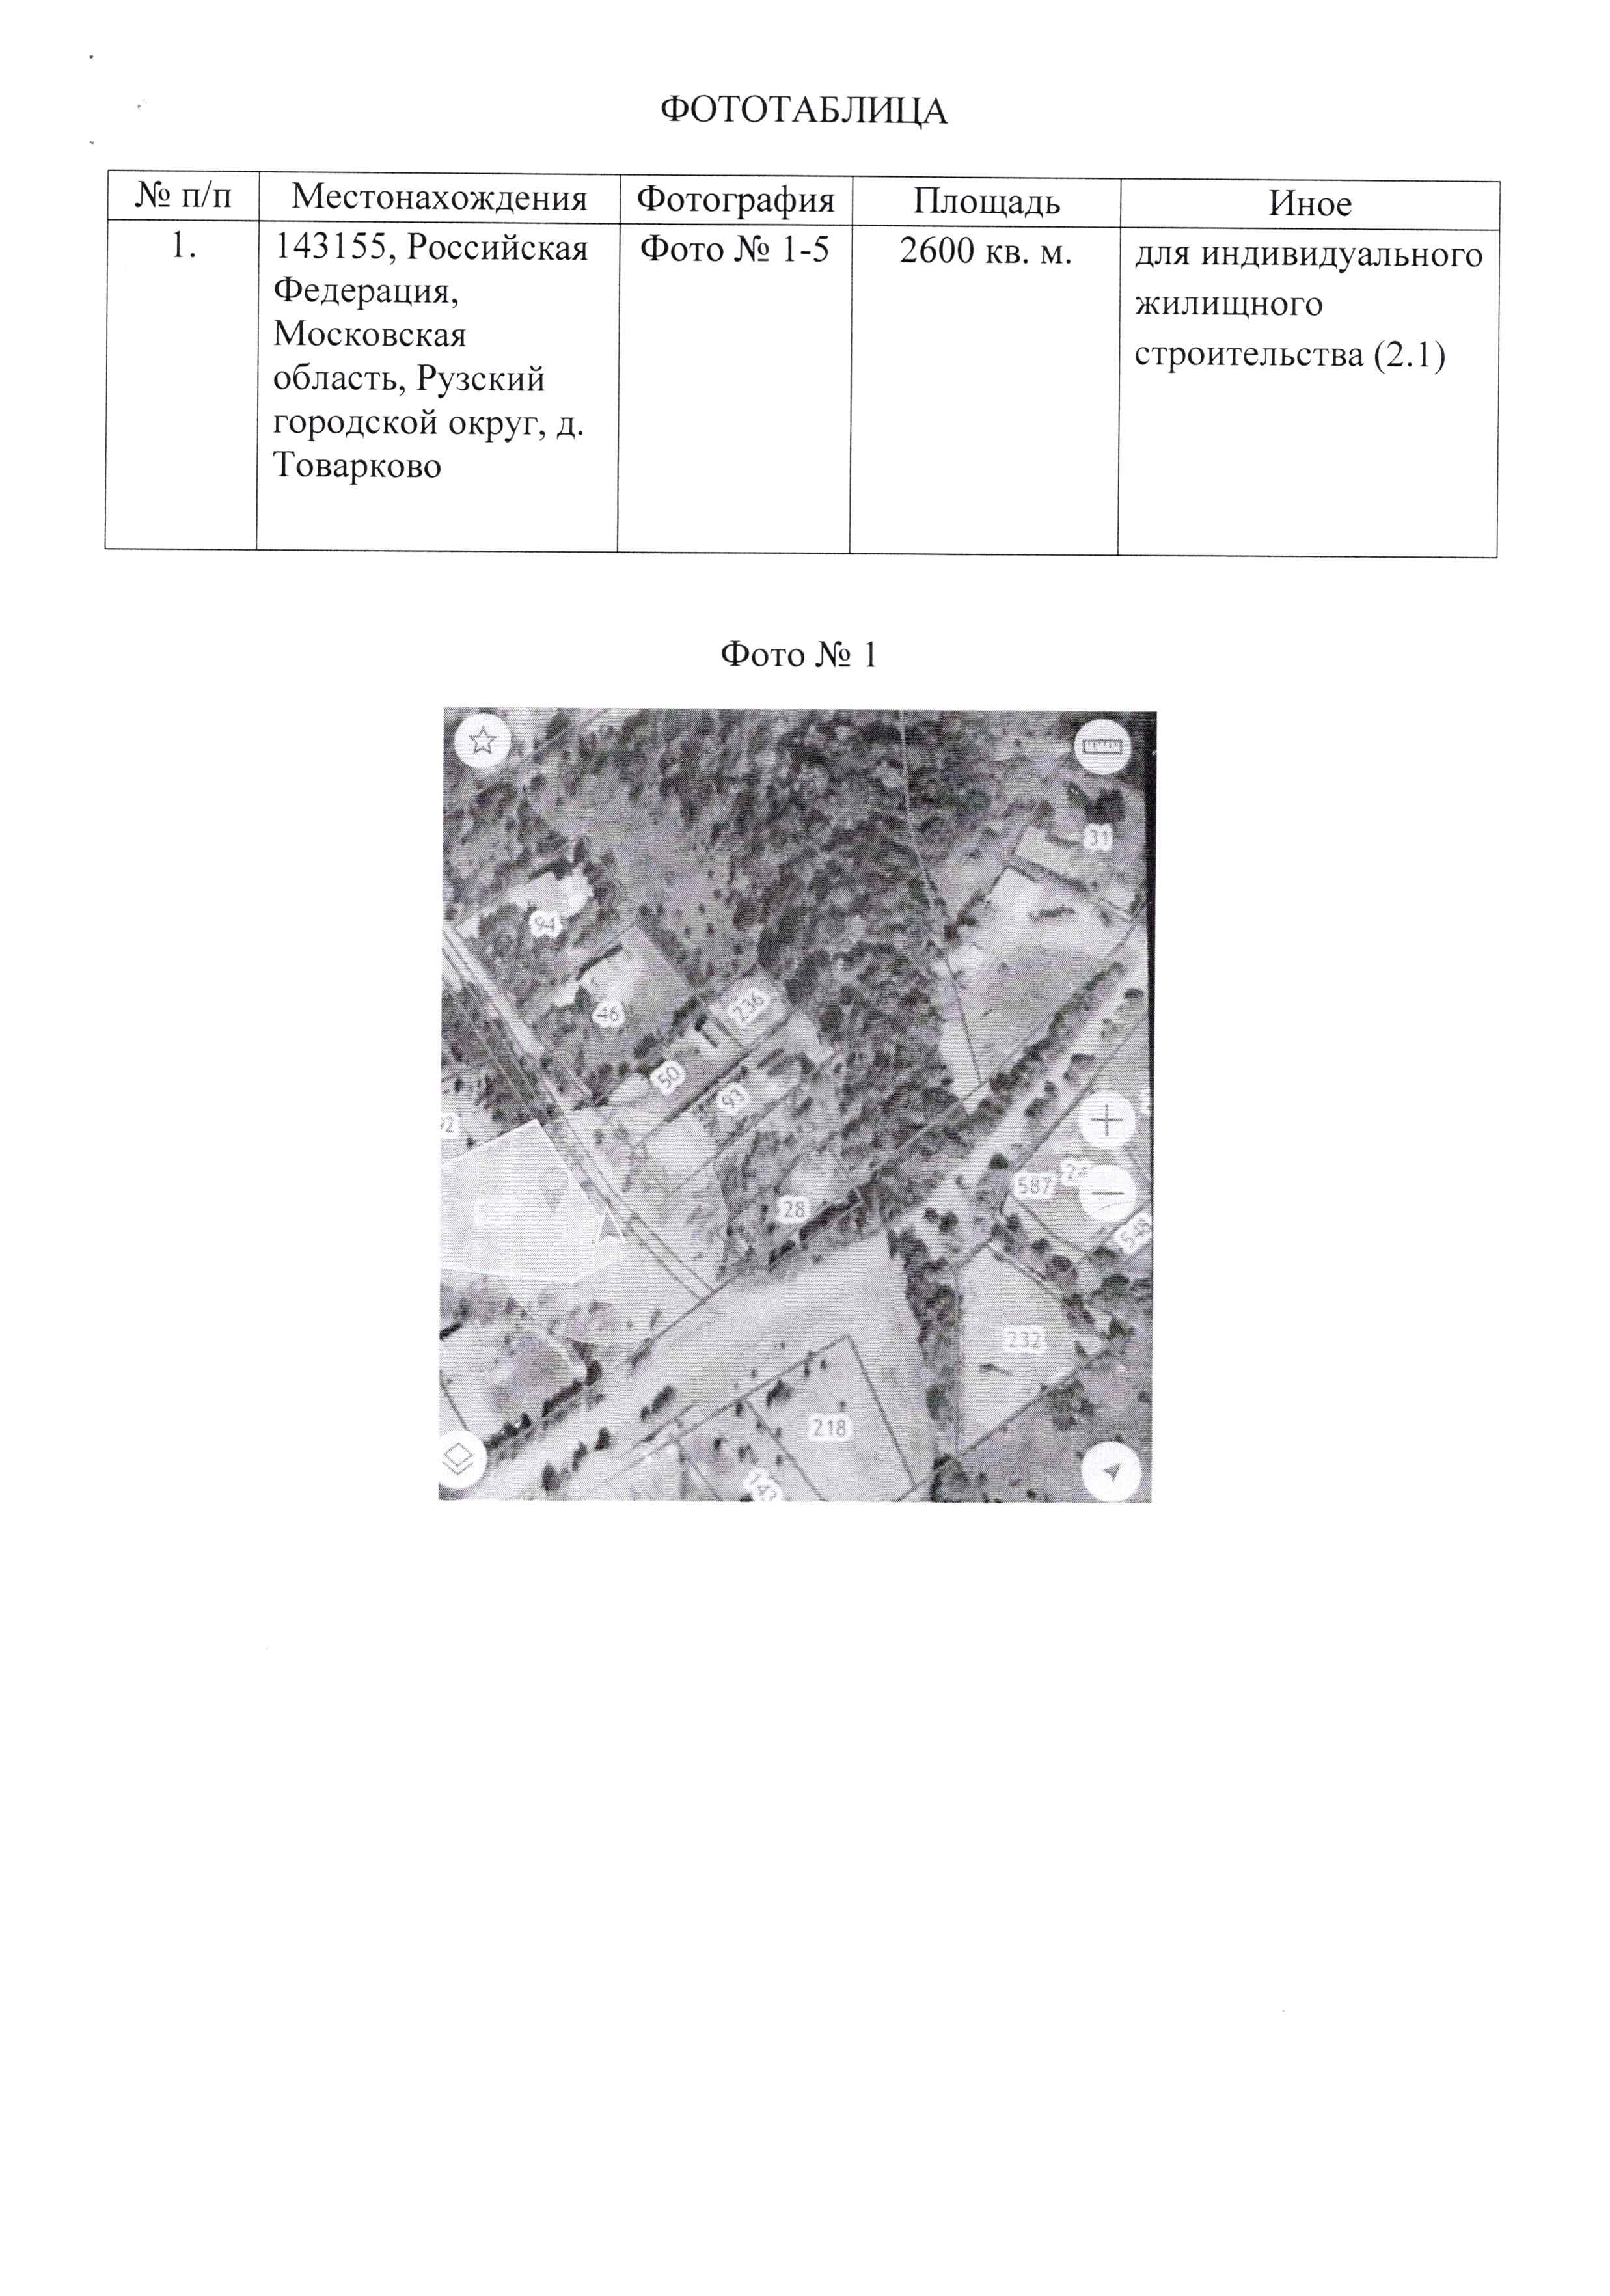 ФОТОТАБЛИЦА
№ п/п Местонахождения Фотография Площадь Иное
1. 143155, Российская Фото № 1-5 2600 кв. м. для индивидуального
Федерация, жилищного
Московская строительства (2.1)
область, Рузский
городской округ, д.
Товарково
Фото № 1
31
94
46
236
50
93
92
587
28
232
218